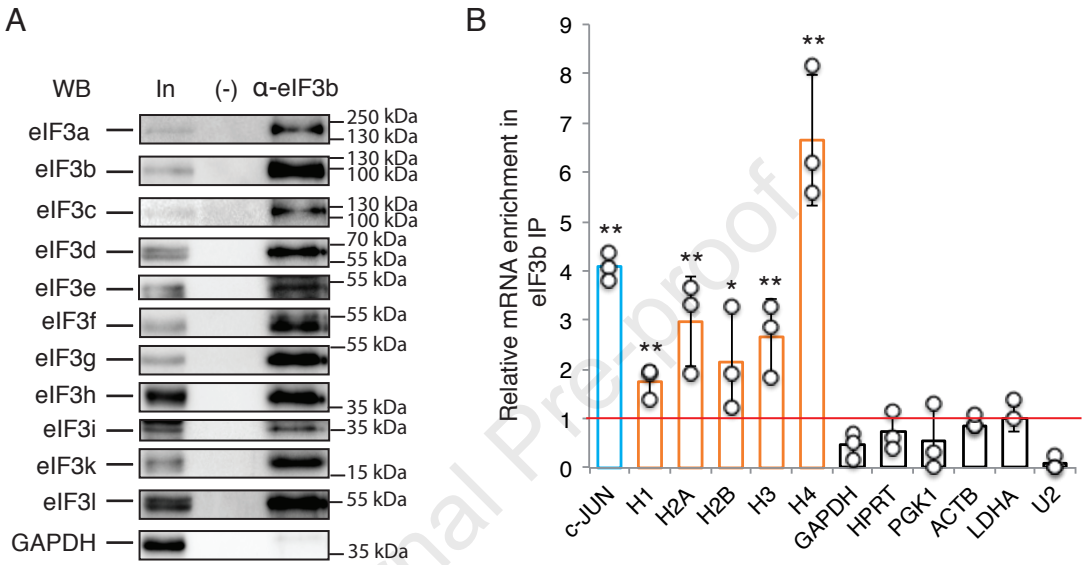 A
WB In (-) α-eIF3b
eIF3a 250 kDa
130 kDa
eIF3b 130 kDa
100 kDa
eIF3c 130 kDa
100 kDa
eIF3d 70 kDa
55 kDa
eIF3e 55 kDa
eIF3f 55 kDa
eIF3g 55 kDa
eIF3h 35 kDa
eIF3i 35 kDa
eIF3k 15 kDa
eIF3l 55 kDa
GAPDH 35 kDa
B
Relative mRNA enrichment in
eIF3b IP
9
8
7
6
5
4
3
2
1
0
** ** ** * ** **
c-JUN H1 H2A H2B H3 H4 GAPDH HPRT PGK1 ACTB LDHA U2
nal Pre-proof